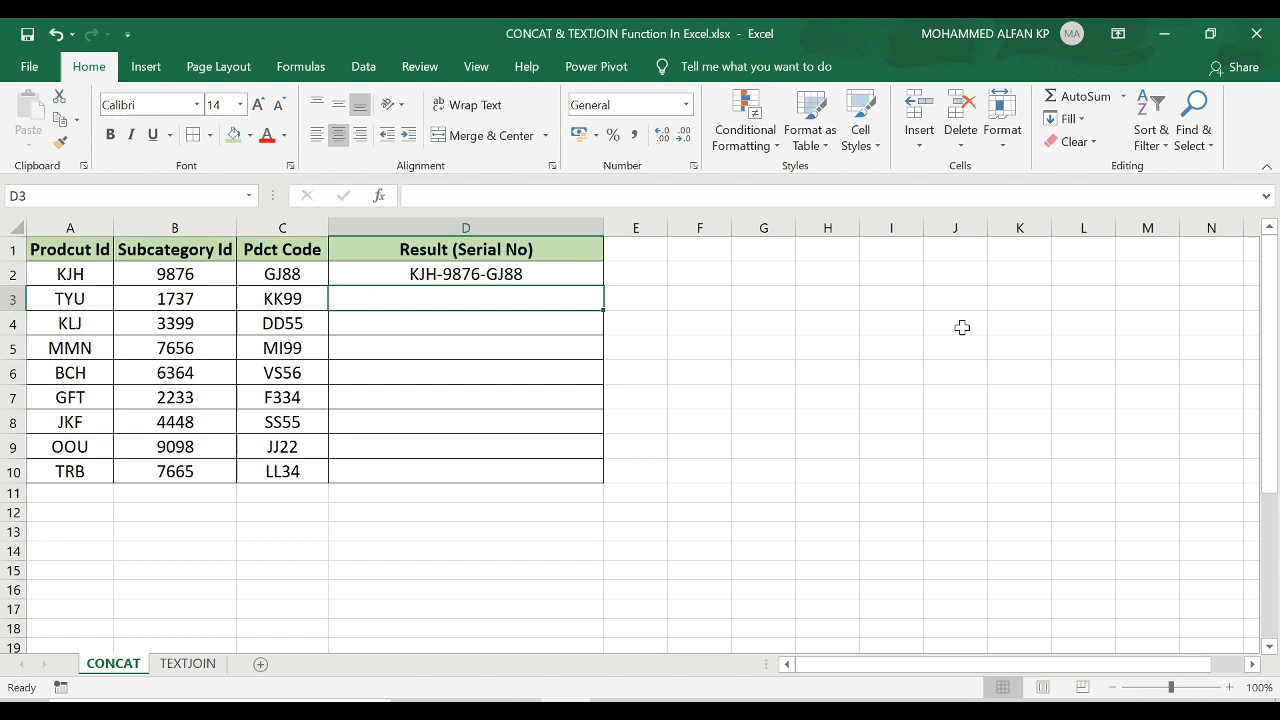 CONCAT & TEXTJOIN Function In Excel.xlsx - Excel
MOHAMMED ALFAN KP MA
File Home Insert Page Layout Formulas Data Review View Help Power Pivot Tell me what you want to do Share
Paste
Clipboard
Calibri 14
B I U A
Font
ab Wrap Text
Merge & Center
Alignment
General
% ,
Number
Conditional Formatting
Format as Table
Cell Styles
Styles
Insert Delete Format
Cells
AutoSum
Fill
Clear
Sort & Filter
Find & Select
Editing
D3 fx
A B C D E F G H I J K L M N
1 Prodcut Id Subcategory Id Pdct Code Result (Serial No)
2 KJH 9876 GJ88 KJH-9876-GJ88
3 TYU 1737 KK99
4 KLJ 3399 DD55
5 MMN 7656 MI99
6 BCH 6364 VS56
7 GFT 2233 F334
8 JKF 4448 SS55
9 OOU 9098 JJ22
10 TRB 7665 LL34
11
12
13
14
15
16
17
18
19
CONCAT TEXTJOIN
Ready 100%